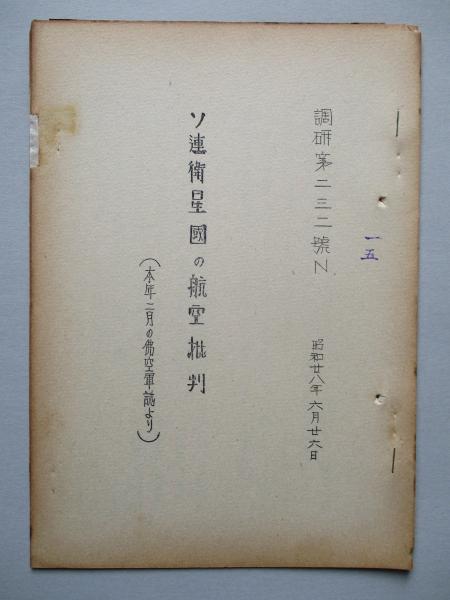 調研第二三二號N
一五
昭和廿八年六月廿六日
ソ連衛星國の航空批判
（本年二月の佛空軍誌より）